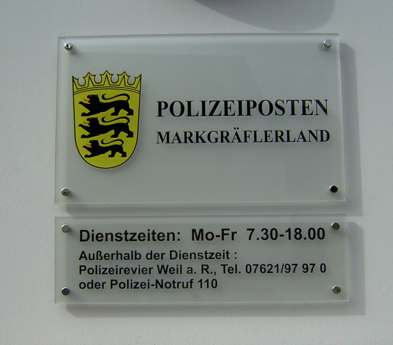 POLIZEIPOSTEN
MARKGRÄFLERLAND
Dienstzeiten: Mo-Fr 7.30-18.00
Außerhalb der Dienstzeit :
Polizeirevier Weil a. R., Tel. 07621/97 97 0
oder Polizei-Notruf 110